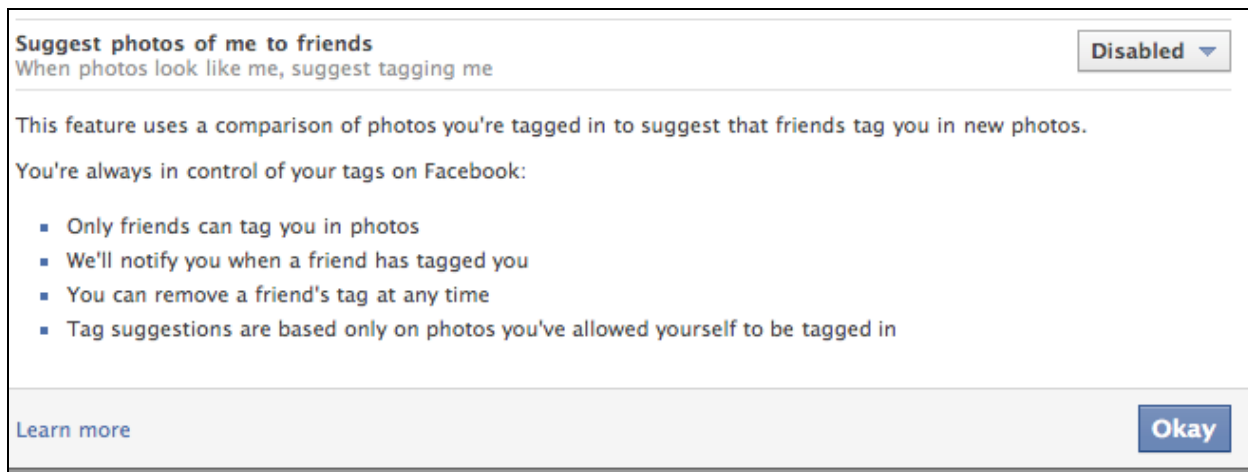 Suggest photos of me to friends
When photos look like me, suggest tagging me
Disabled
This feature uses a comparison of photos you're tagged in to suggest that friends tag you in new photos.
You're always in control of your tags on Facebook:
Only friends can tag you in photos
We'll notify you when a friend has tagged you
You can remove a friend's tag at any time
Tag suggestions are based only on photos you've allowed yourself to be tagged in
Learn more
Okay